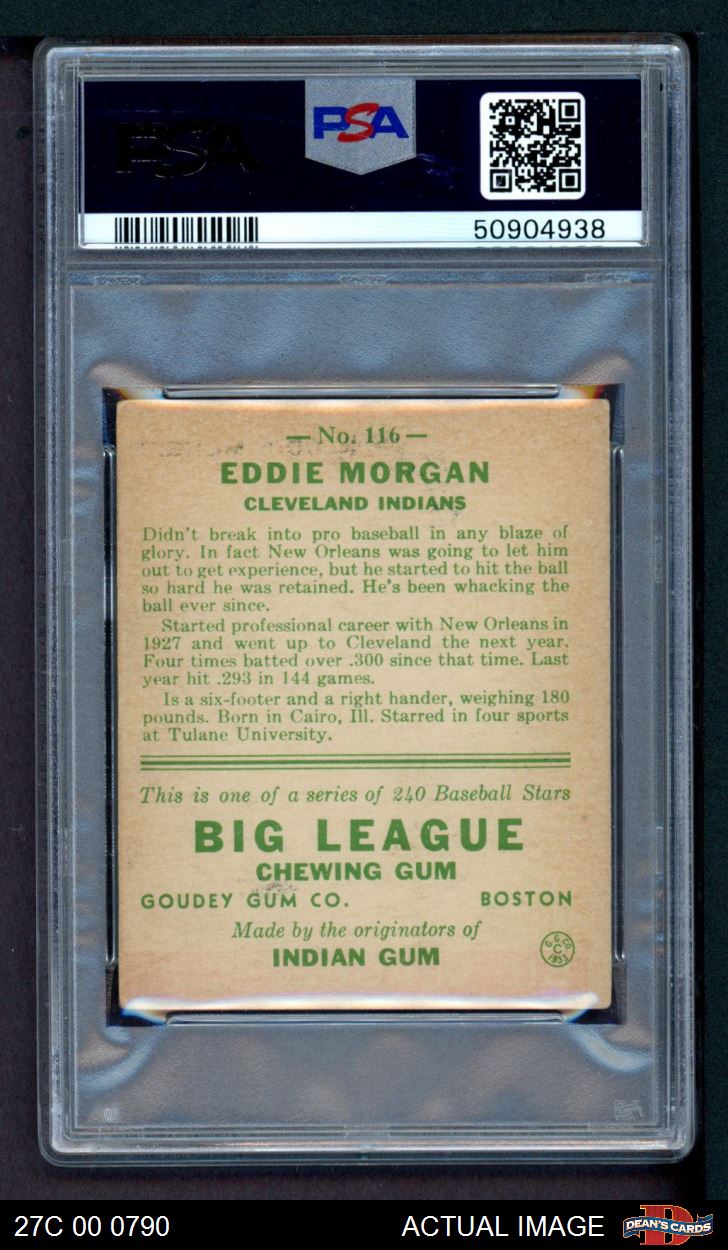 PSA
PSA
50904938
— No. 116 —
EDDIE MORGAN
CLEVELAND INDIANS
Didn't break into pro baseball in any blaze of
glory. In fact New Orleans was going to let him
out to get experience, but he started to hit the ball
so hard he was retained. He's been whacking the
ball ever since.
Started professional career with New Orleans in
1927 and went up to Cleveland the next year.
Four times batted over .300 since that time. Last
year hit .293 in 144 games.
Is a six-footer and a right hander, weighing 180
pounds. Born in Cairo, Ill. Starred in four sports
at Tulane University.
This is one of a series of 240 Baseball Stars
BIG LEAGUE
CHEWING GUM
GOUDEY GUM CO. BOSTON
Made by the originators of
INDIAN GUM
G.G.CO.
C
1933
PSA
27C 00 0790 ACTUAL IMAGE DEAN'S CARDS